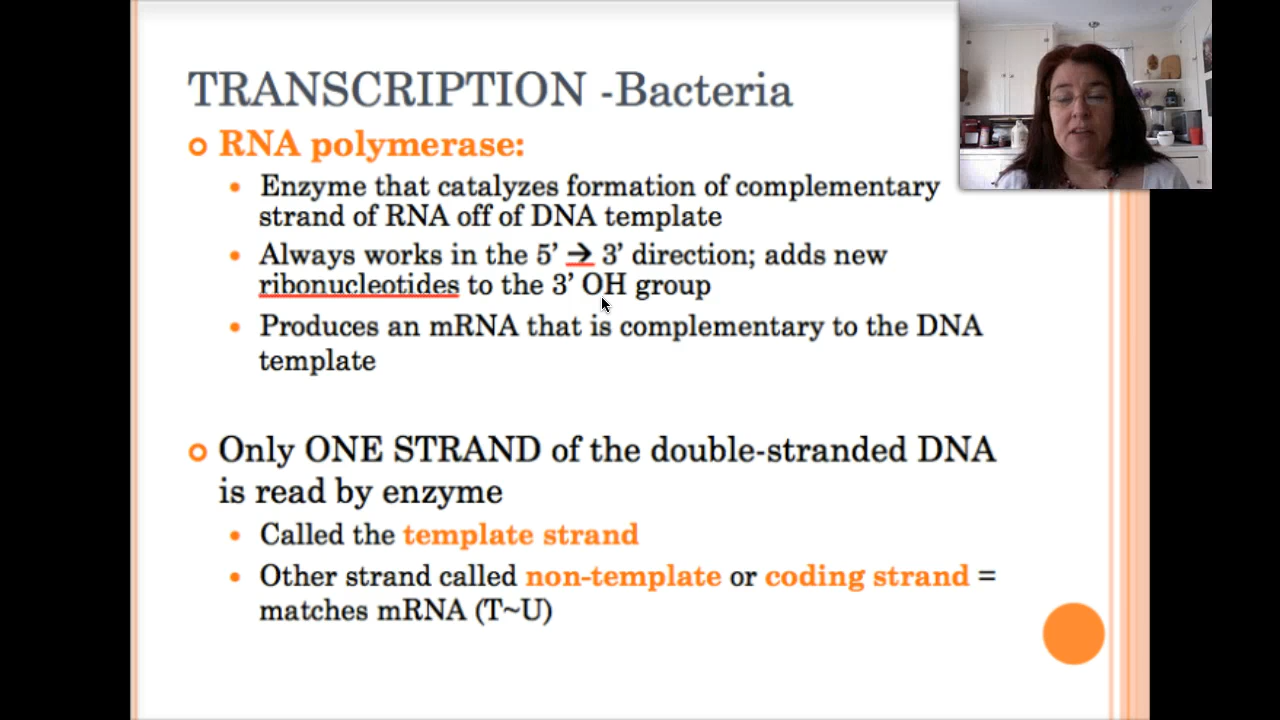 TRANSCRIPTION -Bacteria
RNA polymerase:
Enzyme that catalyzes formation of complementary
strand of RNA off of DNA template
Always works in the 5’ → 3’ direction; adds new
ribonucleotides to the 3’ OH group
Produces an mRNA that is complementary to the DNA
template
Only ONE STRAND of the double-stranded DNA
is read by enzyme
Called the template strand
Other strand called non-template or coding strand =
matches mRNA (T~U)